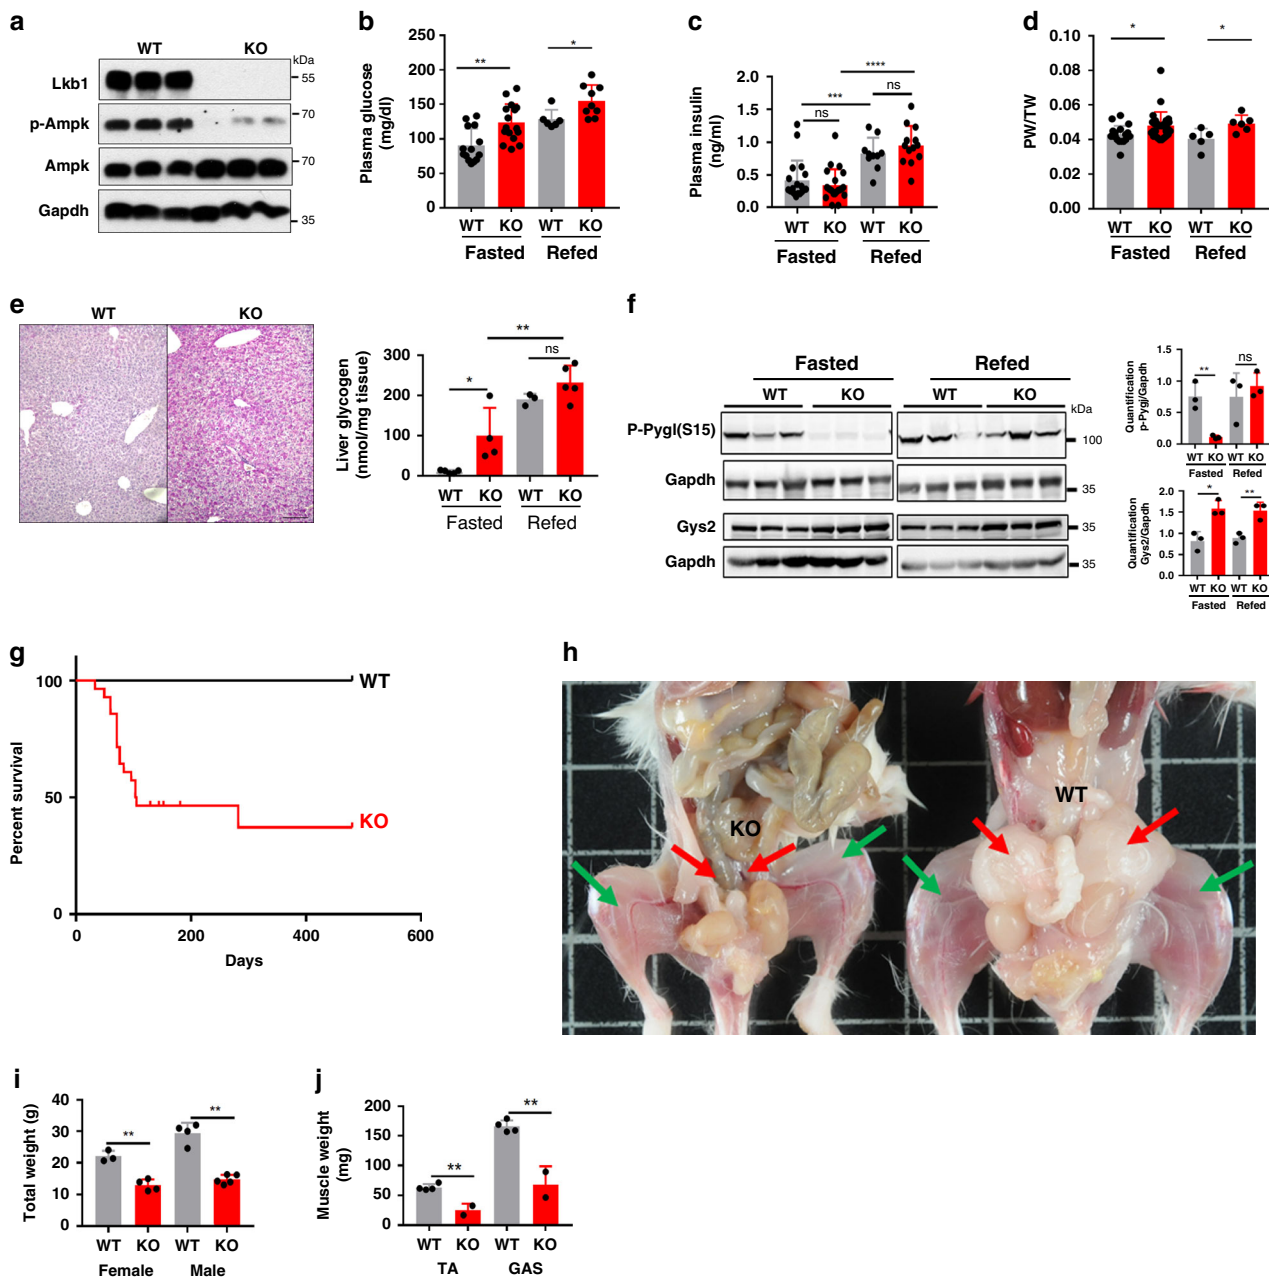 a
WT KO
kDa
Lkb1
55
p-Ampk
70
Ampk
70
Gapdh
35
b
Plasma glucose
(mg/dl)
250
200
150
100
50
0
**
*
WT KO WT KO
Fasted Refed
c
Plasma insulin
(ng/ml)
2.0
1.5
1.0
0.5
0.0
****
***
ns
ns
WT KO WT KO
Fasted Refed
d
PW/TW
0.10
0.08
0.06
0.04
0.02
0.00
*
*
WT KO WT KO
Fasted Refed
e
WT KO
Liver glycogen
(nmol/mg tissue)
300
200
100
0
**
ns
*
WT KO WT KO
Fasted Refed
f
Fasted Refed
WT KO WT KO
kDa
P-Pygl(S15)
100
Gapdh
35
Gys2
35
Gapdh
35
Quantification
p-Pygl/Gapdh
1.5
1.0
0.5
0.0
**
ns
WT KO WT KO
Fasted Refed
Quantification
Gys2/Gapdh
2.0
1.5
1.0
0.5
0.0
*
**
WT KO WT KO
Fasted Refed
g
Percent survival
100
50
0
WT
KO
0 200 400 600
Days
h
KO
WT
i
Total weight (g)
40
30
20
10
0
**
**
WT KO WT KO
Female Male
j
Muscle weight
(mg)
200
150
100
50
0
**
**
WT KO WT KO
TA GAS